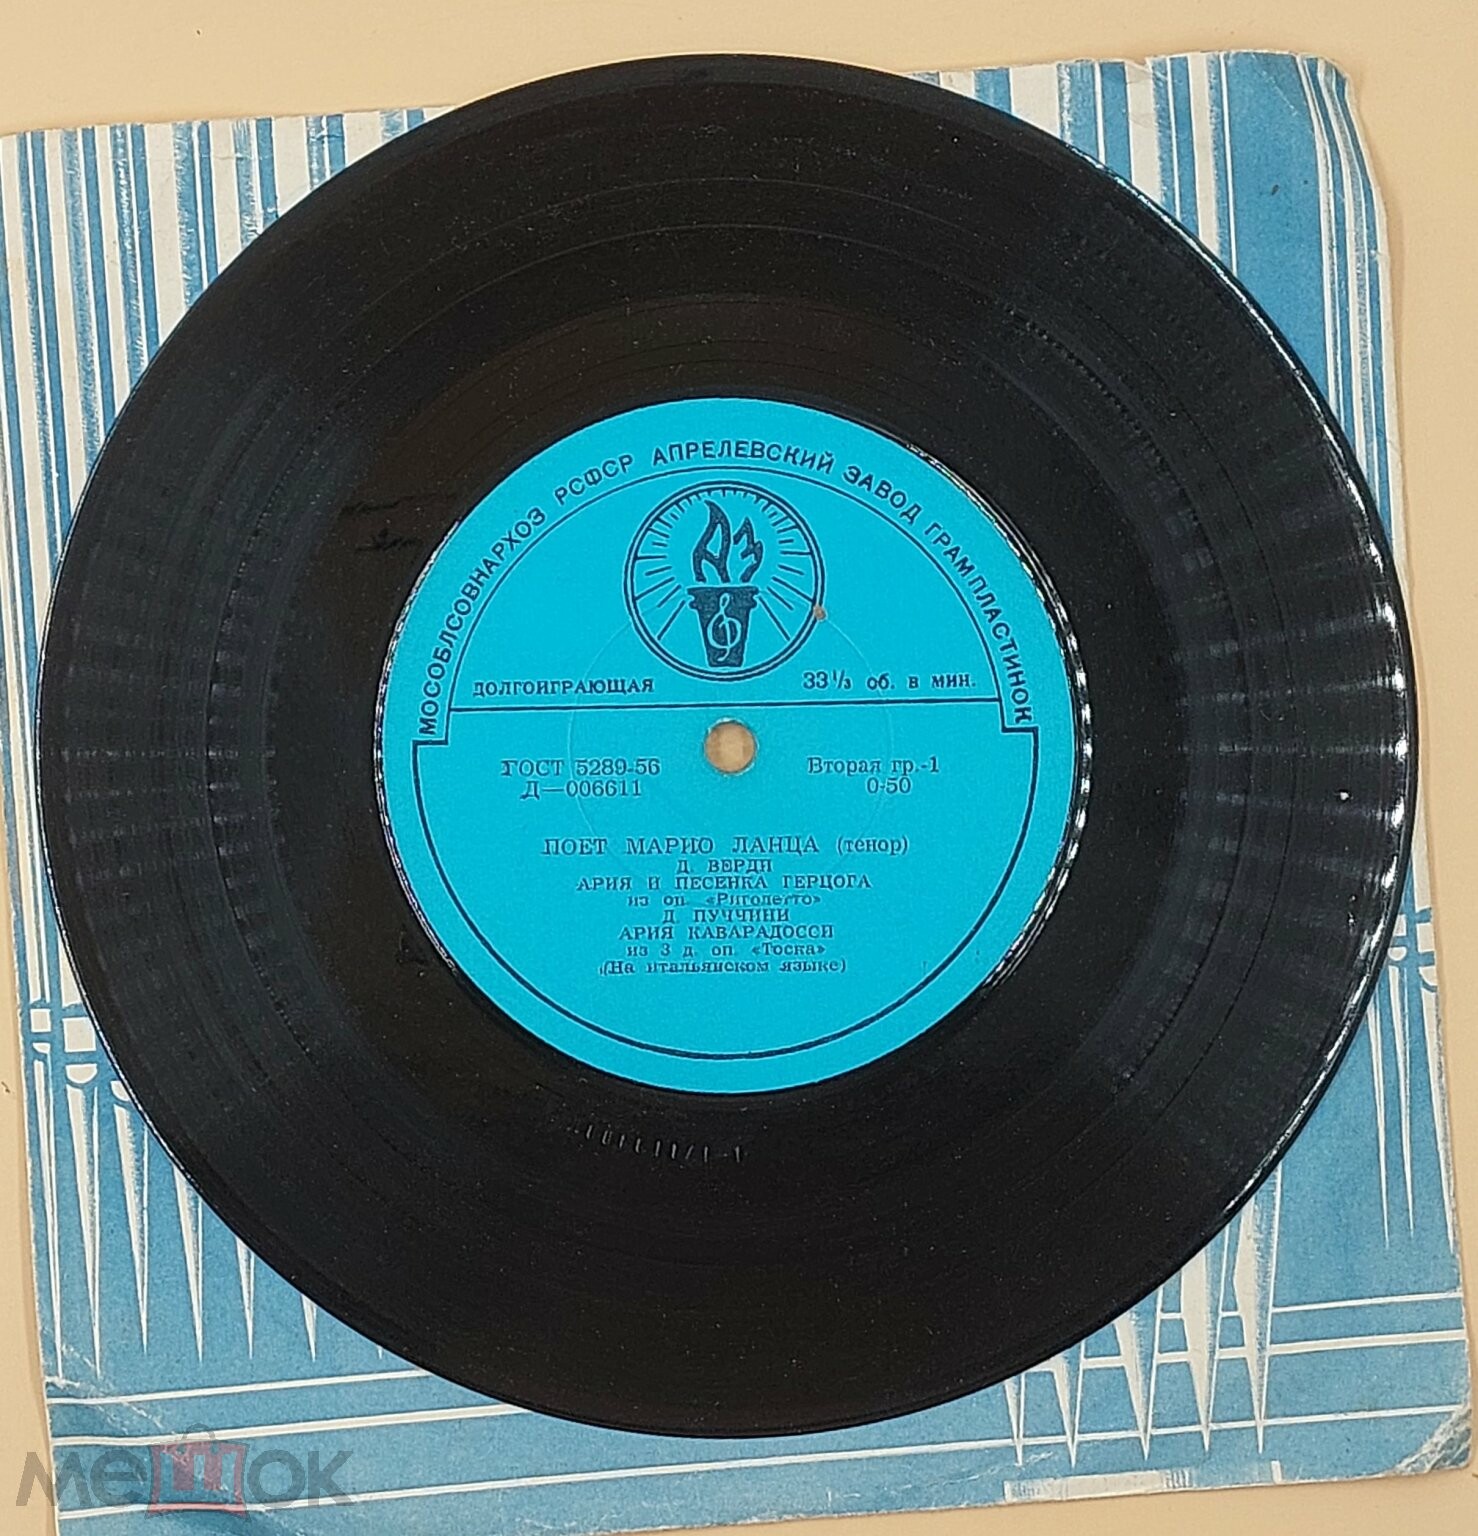 МОСОБЛСОВНАРХОЗ РСФСР АПРЕЛЕВСКИЙ ЗАВОД ГРАМПЛАСТИНОК
АЗ
ДОЛГОИГРАЮЩАЯ 33⅓ об. в мин.
ГОСТ 5289-56 Вторая гр.-1
Д—006611 0-50
ПОЕТ МАРИО ЛАНЦА (тенор)
Д. ВЕРДИ
АРИЯ И ПЕСЕНКА ГЕРЦОГА
из оп. «Риголетто»
Д. ПУЧЧИНИ
АРИЯ КАВАРАДОССИ
из 3 д. оп. «Тоска»
(На итальянском языке)
мешок